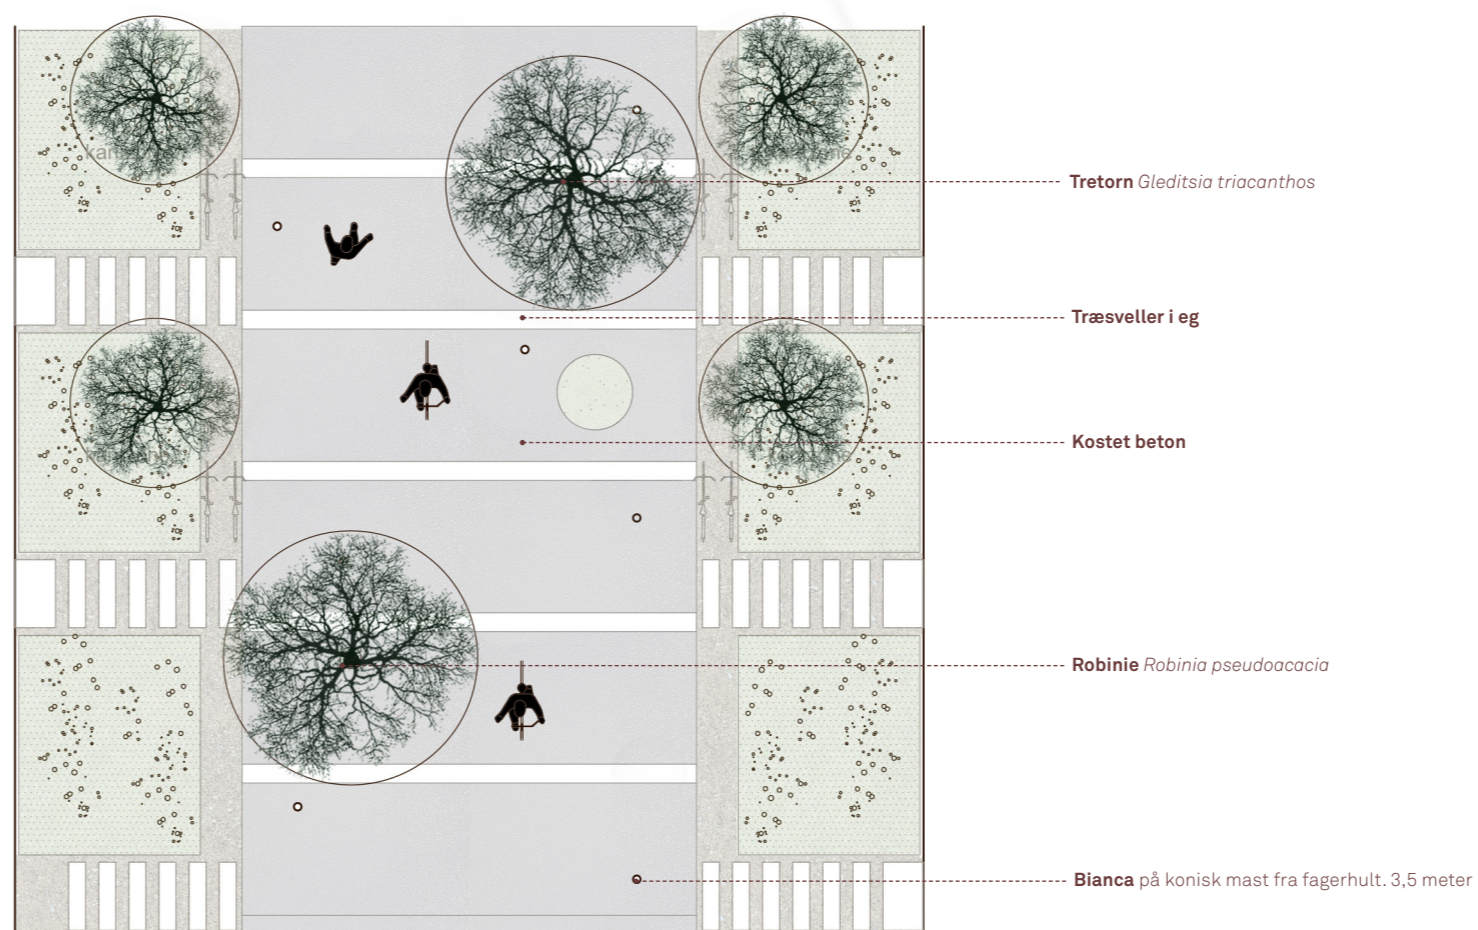 Tretorn Gleditsia triacanthos
Træsveller i eg
Kostet beton
Robinie Robinia pseudoacacia
Bianca på konisk mast fra fagerhult. 3,5 meter